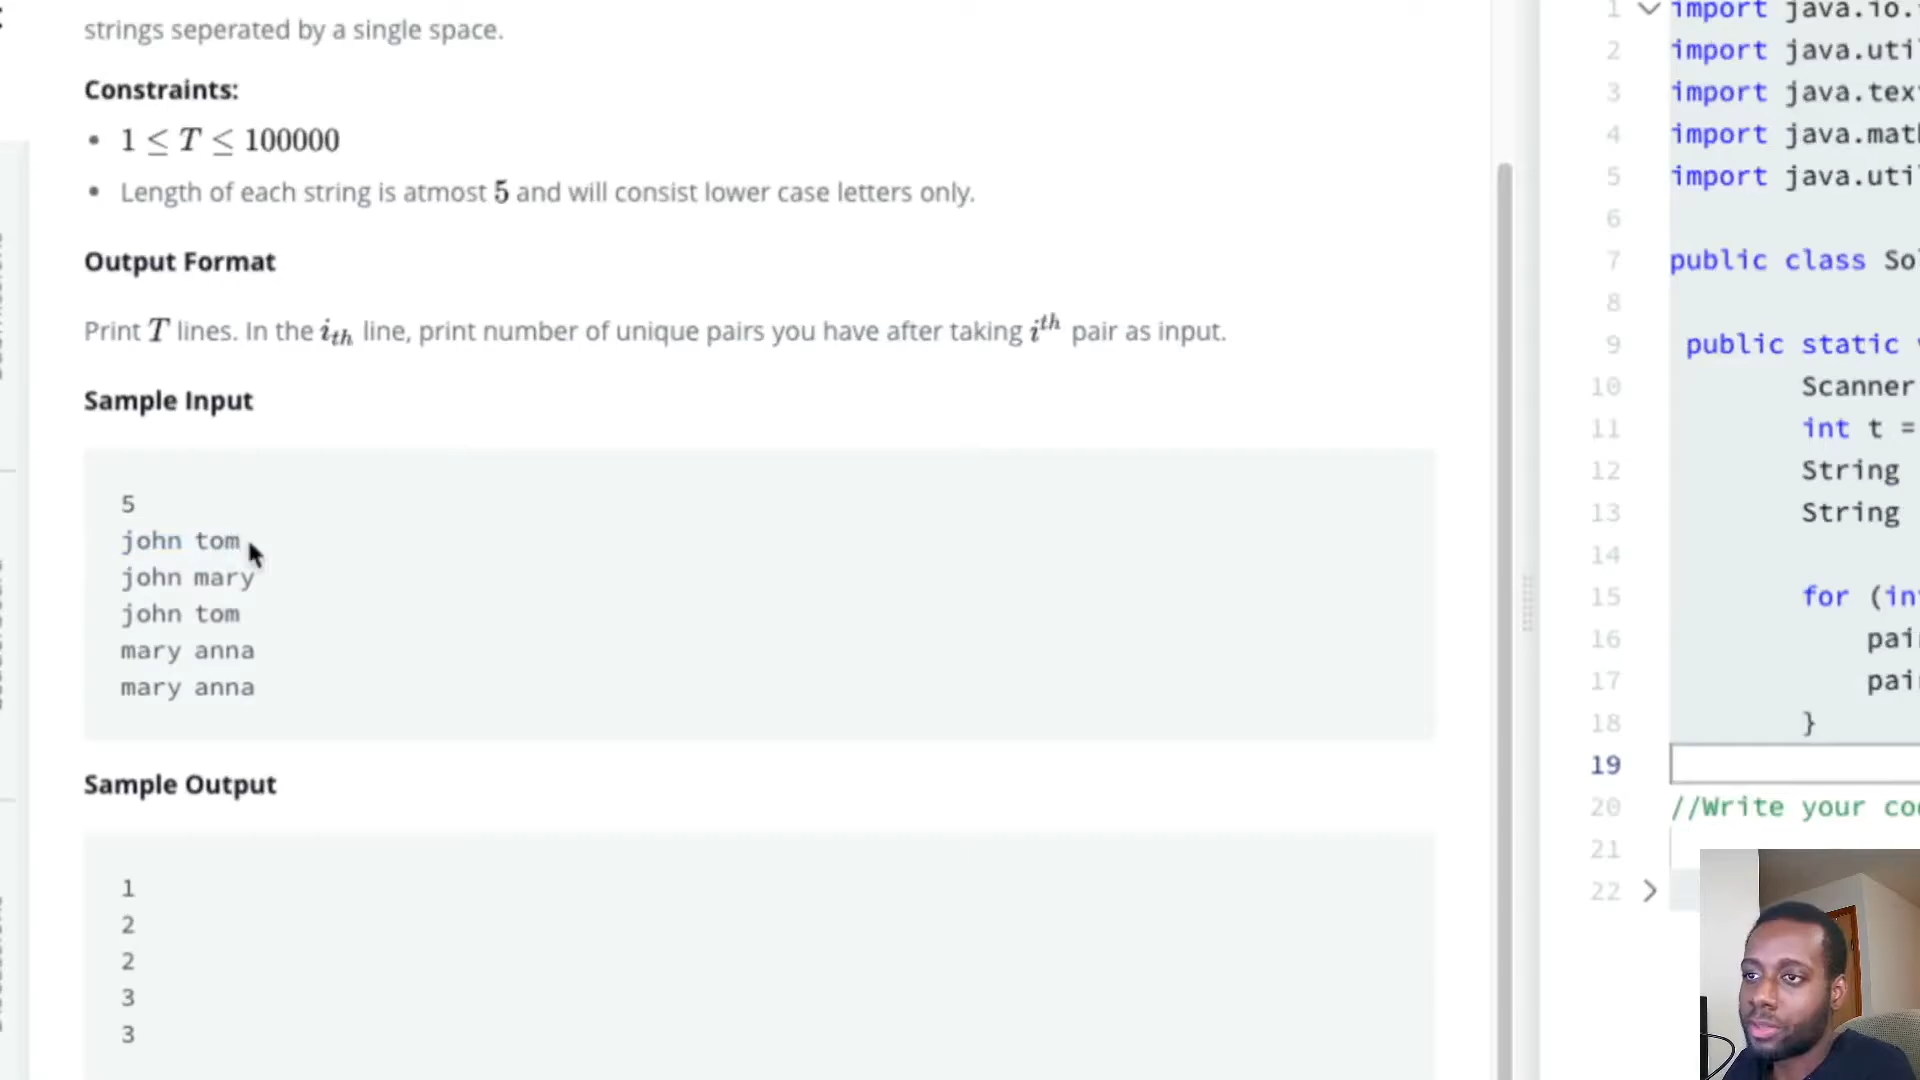 strings seperated by a single space.
Constraints:
• 1 ≤ T ≤ 100000
• Length of each string is atmost 5 and will consist lower case letters only.
Output Format
Print T lines. In the i_th line, print number of unique pairs you have after taking i^th pair as input.
Sample Input
5
john tom
john mary
john tom
mary anna
mary anna
Sample Output
1
2
2
3
3
1 import java.io.
2 import java.uti
3 import java.tex
4 import java.mat
5 import java.uti
6
7 public class So
8
9 public static
10 Scanner
11 int t =
12 String
13 String
14
15 for (in
16 pai
17 pai
18 }
19
20 //Write your co
21
22